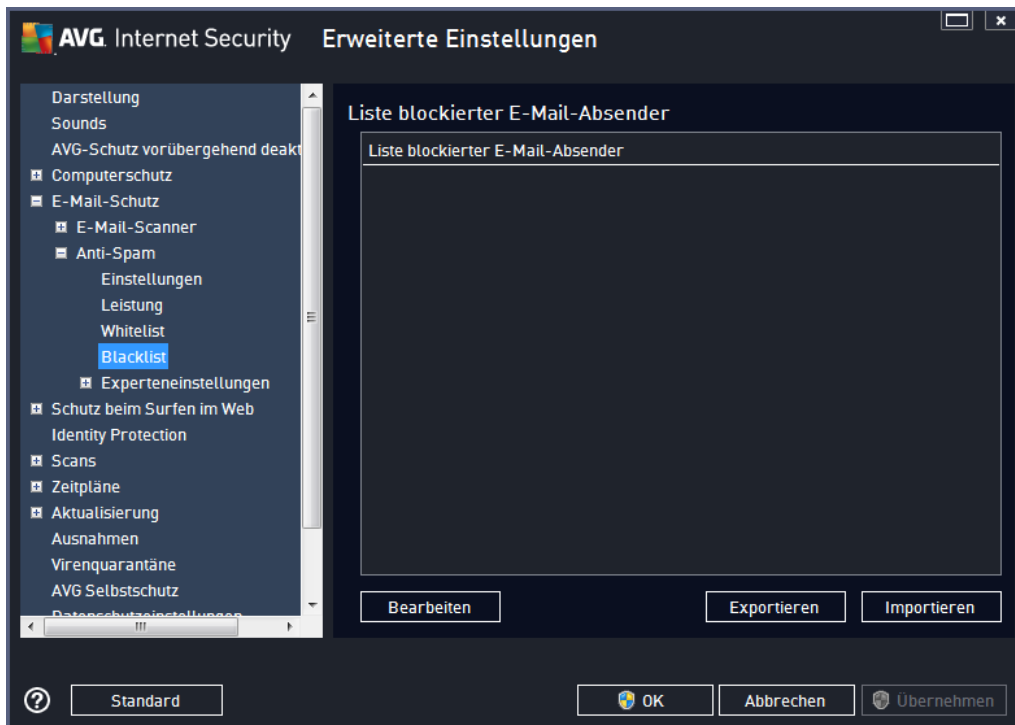 AVG. Internet Security Erweiterte Einstellungen
Darstellung
Sounds
AVG-Schutz vorübergehend deakt
Computerschutz
E-Mail-Schutz
E-Mail-Scanner
Anti-Spam
Einstellungen
Leistung
Whitelist
Blacklist
Experteneinstellungen
Schutz beim Surfen im Web
Identity Protection
Scans
Zeitpläne
Aktualisierung
Ausnahmen
Virenquarantäne
AVG Selbstschutz
Datenschutzeinstellungen
Liste blockierter E-Mail-Absender
Liste blockierter E-Mail-Absender
Bearbeiten Exportieren Importieren
Standard OK Abbrechen Übernehmen